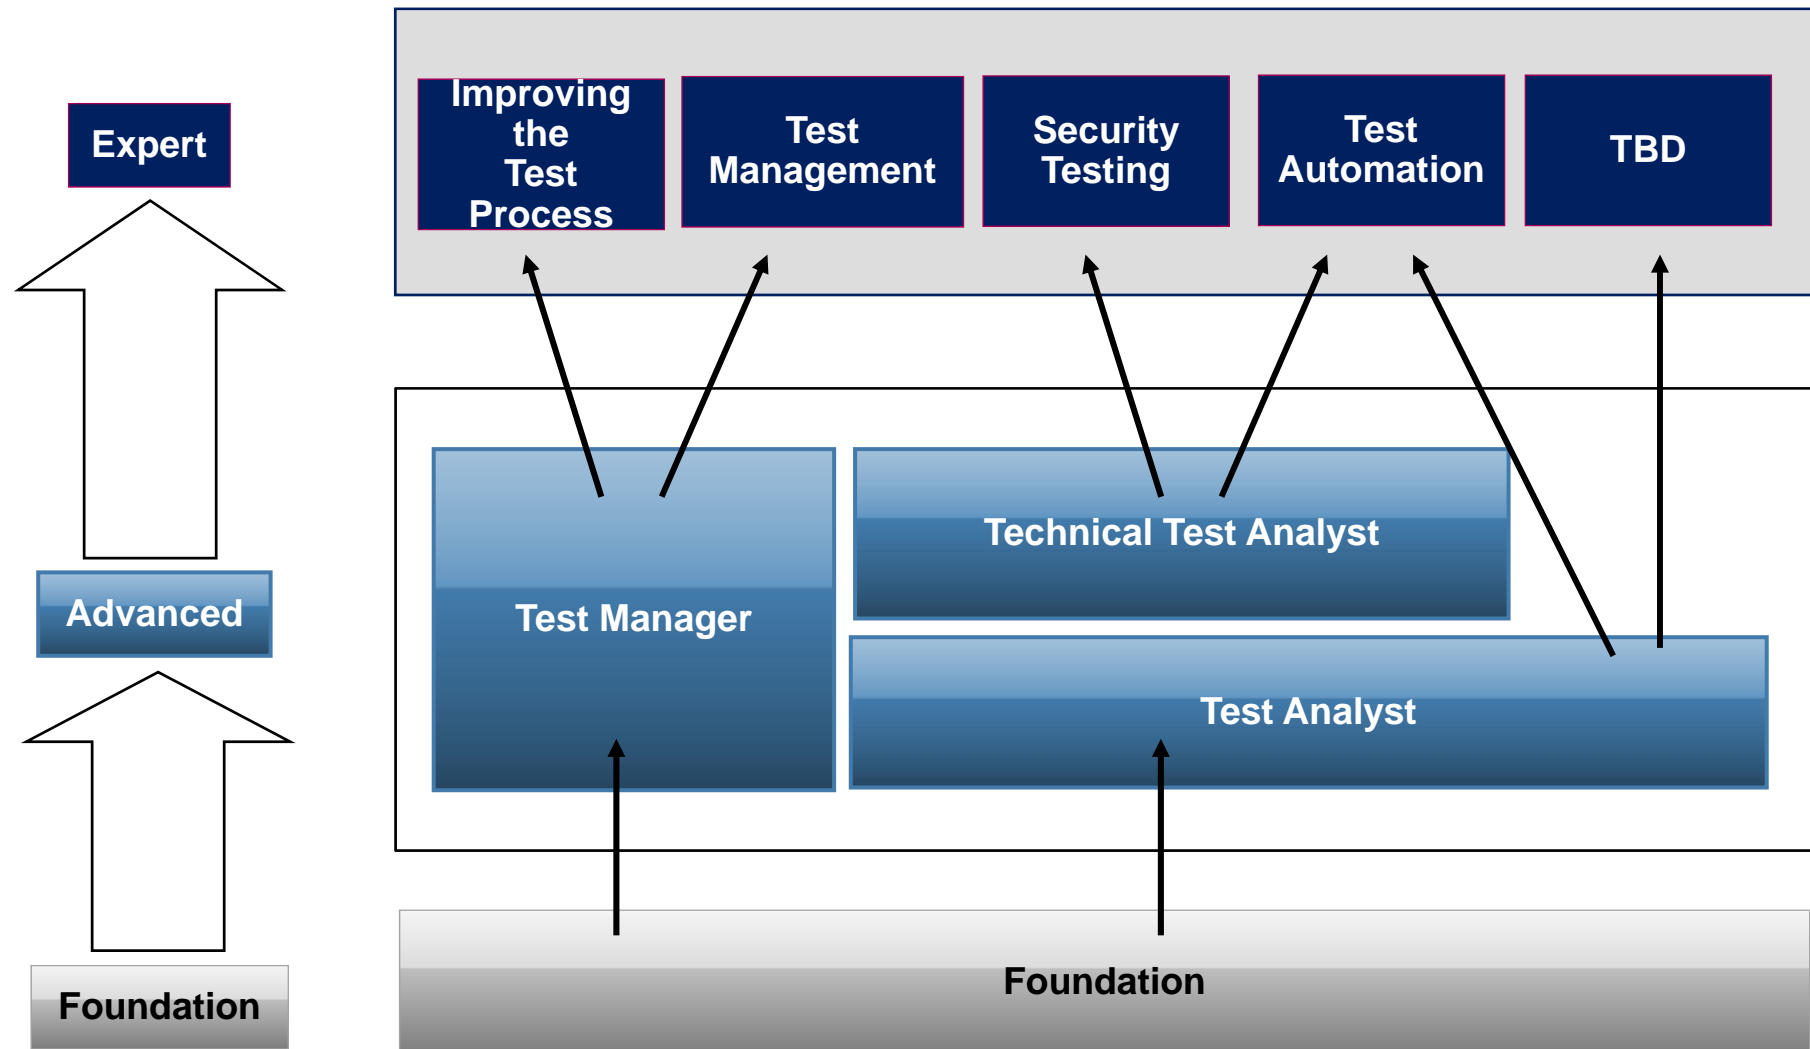 Expert
Improving
the
Test
Process
Test
Management
Security
Testing
Test
Automation
TBD
Advanced
Test Manager
Technical Test Analyst
Test Analyst
Foundation
Foundation